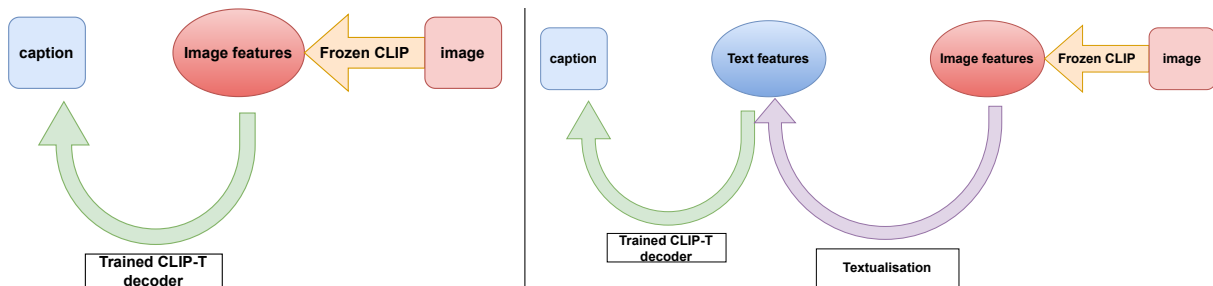 caption
Image features
Frozen CLIP
image
Trained CLIP-T
decoder
caption
Text features
Image features
Frozen CLIP
image
Trained CLIP-T
decoder
Textualisation